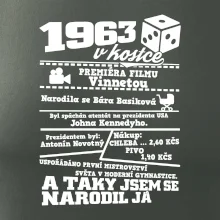 1963
v kostce
PREMIÉRA FILMU
Vinnetou
Narodila se Bára Basiková
Byl spáchán atentát na prezidenta USA
Johna Kennedyho.
Prezidentem byl:
Antonín Novotný
Nákup:
CHLEBA ... 2,60 KČS
PIVO
1,40 KČS
USPOŘÁDÁNO PRVNÍ MISTROVSTVÍ
SVĚTA V MODERNÍ GYMNASTICE.
A TAKY JSEM SE
NARODIL JÁ